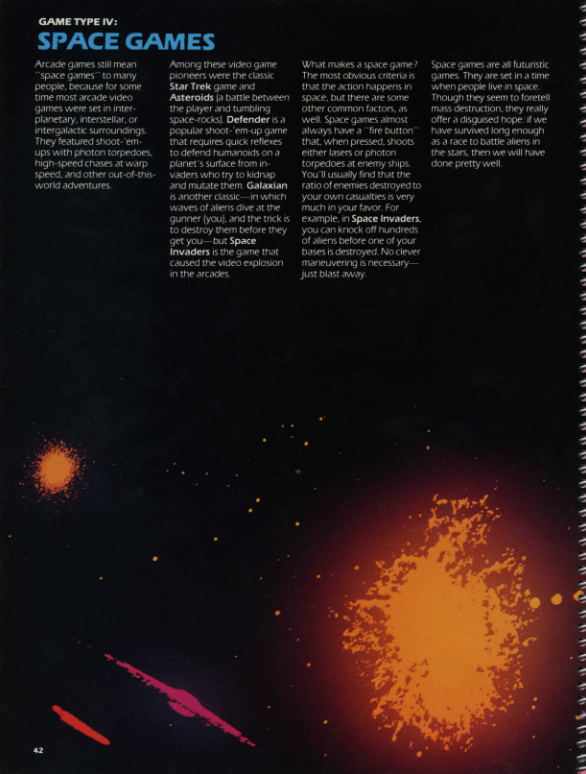 GAME TYPE IV:
SPACE GAMES
Arcade games still mean
"space games" to many
people, because for some
time most arcade video
games were set in inter-
planetary, interstellar, or
intergalactic surroundings.
They featured shoot-'em-
ups with photon torpedoes,
high-speed chases at warp
speed, and other out-of-this-
world adventures.
Among these video game
pioneers were the classic
Star Trek game and
Asteroids (a battle between
the player and tumbling
space-rocks). Defender is a
popular shoot-'em-up game
that requires quick reflexes
to defend humanoids on a
planet's surface from in-
vaders who try to kidnap
and mutate them. Galaxian
is another classic—in which
waves of aliens dive at the
gunner (you), and the trick is
to destroy them before they
get you—but Space
Invaders is the game that
caused the video explosion
in the arcades.
What makes a space game?
The most obvious criteria is
that the action happens in
space, but there are some
other common factors, as
well. Space games almost
always have a "fire button"
that, when pressed, shoots
either lasers or photon
torpedoes at enemy ships.
You'll usually find that the
ratio of enemies destroyed to
your own casualties is very
much in your favor. For
example, in Space Invaders,
you can knock off hundreds
of aliens before one of your
bases is destroyed. No clever
maneuvering is necessary—
just blast away.
Space games are all futuristic
games. They are set in a time
when people live in space.
Though they seem to foretell
mass destruction, they really
offer a disguised hope: if we
have survived long enough
as a race to battle aliens in
the stars, then we will have
done pretty well.
42